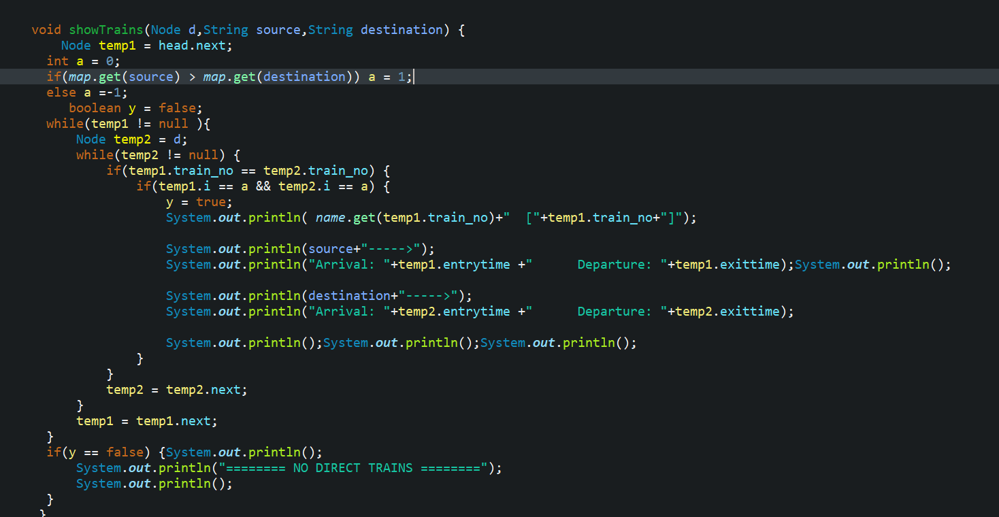 void showTrains(Node d,String source,String destination) {
Node temp1 = head.next;
int a = 0;
if(map.get(source) > map.get(destination)) a = 1;
else a =-1;
boolean y = false;
while(temp1 != null ){
Node temp2 = d;
while(temp2 != null) {
if(temp1.train_no == temp2.train_no) {
if(temp1.i == a && temp2.i == a) {
y = true;
System.out.println( name.get(temp1.train_no)+"  ["+temp1.train_no+"]");
System.out.println(source+"----->");
System.out.println("Arrival: "+temp1.entrytime +"      Departure: "+temp1.exittime);System.out.println();
System.out.println(destination+"----->");
System.out.println("Arrival: "+temp2.entrytime +"      Departure: "+temp2.exittime);
System.out.println();System.out.println();System.out.println();
}
}
temp2 = temp2.next;
}
temp1 = temp1.next;
}
if(y == false) {System.out.println();
System.out.println("======== NO DIRECT TRAINS ========");
System.out.println();
}
}